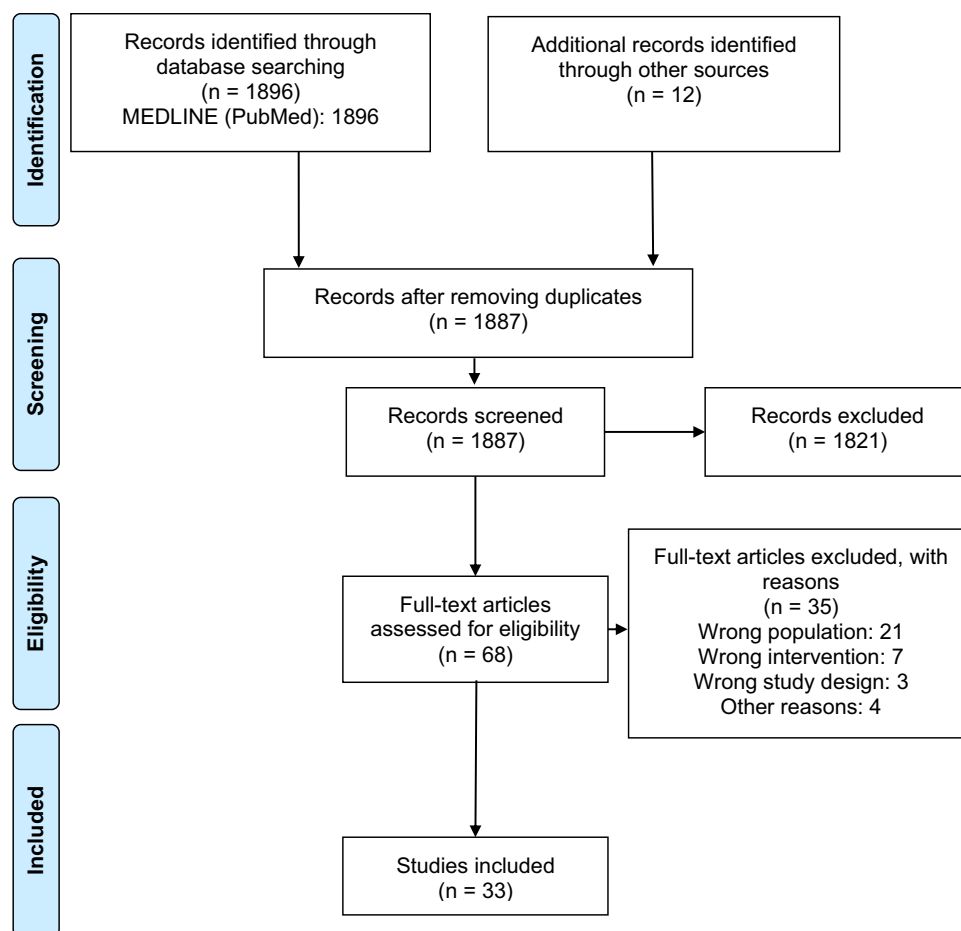 Identification
Records identified through
database searching
(n = 1896)
MEDLINE (PubMed): 1896
Additional records identified
through other sources
(n = 12)
Screening
Records after removing duplicates
(n = 1887)
Records screened
(n = 1887)
Records excluded
(n = 1821)
Eligibility
Full-text articles
assessed for eligibility
(n = 68)
Full-text articles excluded, with
reasons
(n = 35)
Wrong population: 21
Wrong intervention: 7
Wrong study design: 3
Other reasons: 4
Included
Studies included
(n = 33)